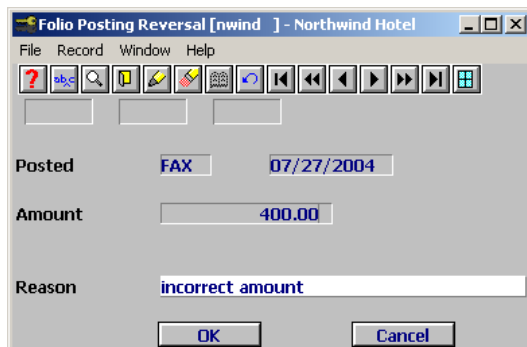 Folio Posting Reversal [nwind ] - Northwind Hotel
File Record Window Help
? abc
Posted FAX 07/27/2004
Amount 400.00
Reason incorrect amount
OK Cancel